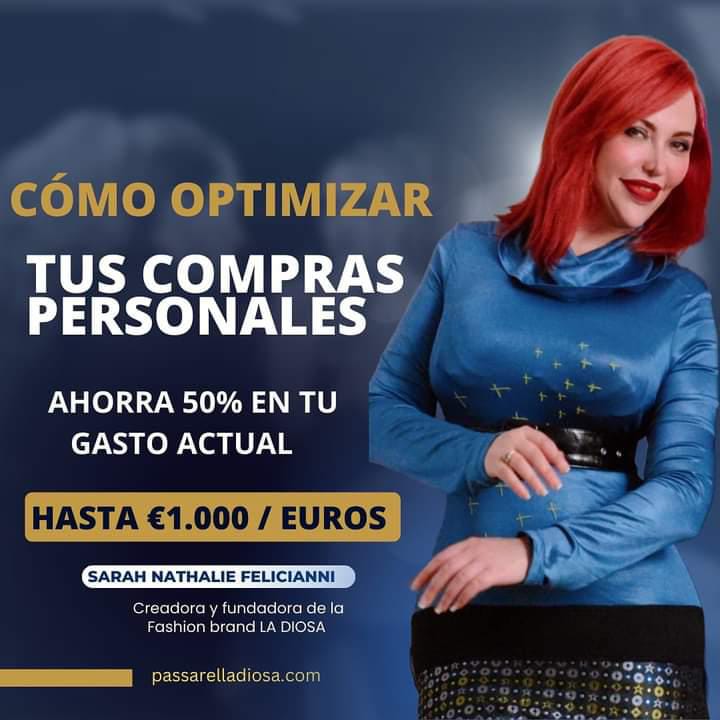 CÓMO OPTIMIZAR
TUS COMPRAS
PERSONALES
AHORRA 50% EN TU
GASTO ACTUAL
HASTA €1.000 / EUROS
SARAH NATHALIE FELICIANNI
Creadora y fundadora de la
Fashion brand LA DIOSA
passarelladiosa.com